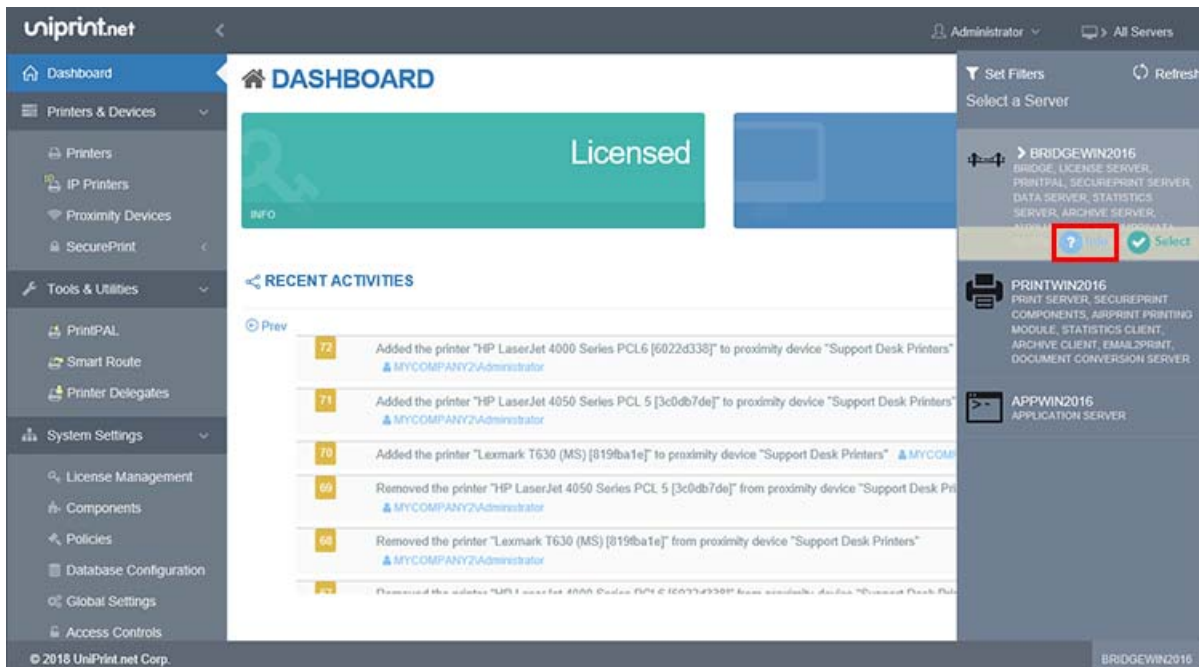 uniprint.net
Administrator
> All Servers
Dashboard
Printers & Devices
Printers
IP Printers
Proximity Devices
SecurePrint
Tools & Utilities
PrintPAL
Smart Route
Printer Delegates
System Settings
License Management
Components
Policies
Database Configuration
Global Settings
Access Controls
DASHBOARD
Licensed
INFO
RECENT ACTIVITIES
Prev
72 Added the printer "HP LaserJet 4000 Series PCL6 [6022d338]" to proximity device "Support Desk Printers"
MYCOMPANY2\Administrator
71 Added the printer "HP LaserJet 4050 Series PCL 5 [3c0db7de]" to proximity device "Support Desk Printers"
MYCOMPANY2\Administrator
70 Added the printer "Lexmark T630 (MS) [819fba1e]" to proximity device "Support Desk Printers" MYCOM
69 Removed the printer "HP LaserJet 4050 Series PCL 5 [3c0db7de]" from proximity device "Support Desk Pri
MYCOMPANY2\Administrator
68 Removed the printer "Lexmark T630 (MS) [819fba1e]" from proximity device "Support Desk Printers"
MYCOMPANY2\Administrator
Set Filters
Refresh
Select a Server
> BRIDGEWIN2016
BRIDGE, LICENSE SERVER,
PRINTPAL, SECUREPRINT SERVER,
DATA SERVER, STATISTICS
SERVER, ARCHIVE SERVER,
? Info
Select
PRINTWIN2016
PRINT SERVER, SECUREPRINT
COMPONENTS, AIRPRINT PRINTING
MODULE, STATISTICS CLIENT,
ARCHIVE CLIENT, EMAIL2PRINT,
DOCUMENT CONVERSION SERVER
APPWIN2016
APPLICATION SERVER
© 2018 UniPrint.net Corp.
BRIDGEWIN2016